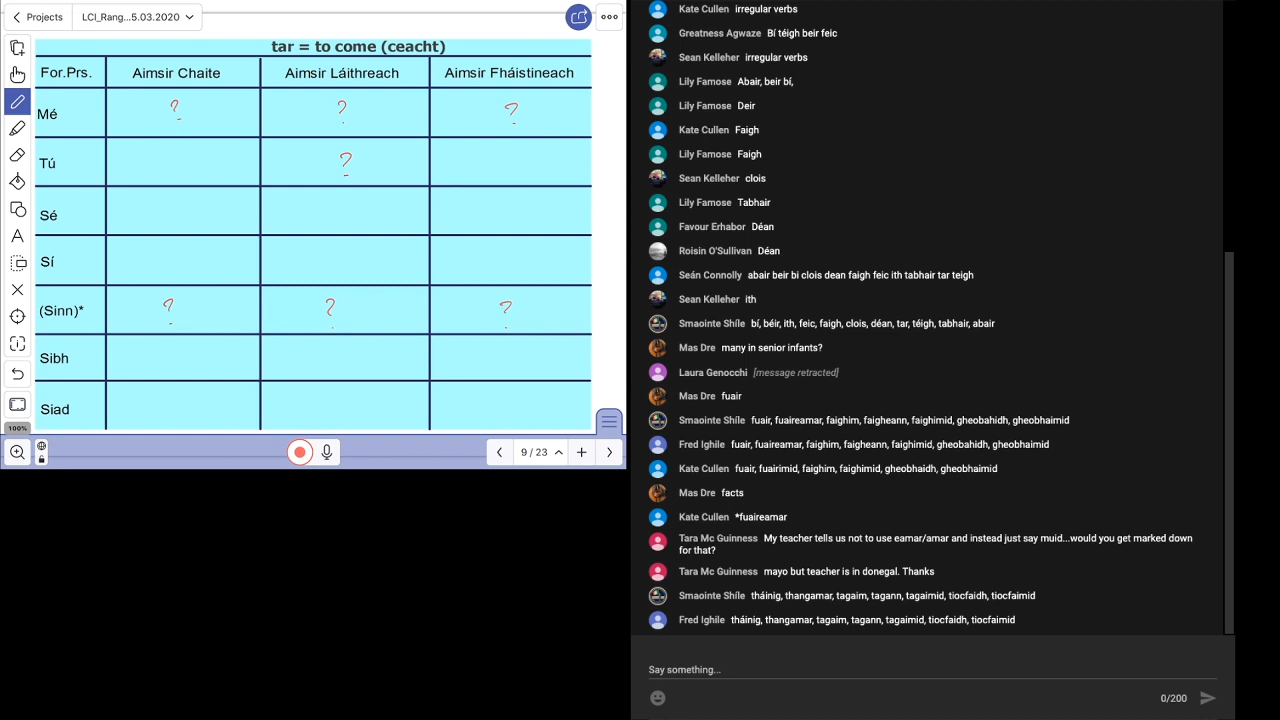 Projects
LCI_Rang...5.03.2020
tar = to come (ceacht)
For.Prs. Aimsir Chaite Aimsir Láithreach Aimsir Fháistineach
Mé ? ? ?
Tú ?
Sé
Sí
(Sinn)* ? ? ?
Sibh
Siad
100%
9 / 23
Kate Cullen irregular verbs
Greatness Agwaze Bí téigh beir feic
Sean Kelleher irregular verbs
Lily Famose Abair, beir bí,
Lily Famose Deir
Kate Cullen Faigh
Lily Famose Faigh
Sean Kelleher clois
Lily Famose Tabhair
Favour Erhabor Déan
Roisin O'Sullivan Déan
Seán Connolly abair beir bi clois dean faigh feic ith tabhair tar teigh
Sean Kelleher ith
Smaointe Shíle bí, béir, ith, feic, faigh, clois, déan, tar, téigh, tabhair, abair
Mas Dre many in senior infants?
Laura Genocchi [message retracted]
Mas Dre fuair
Smaointe Shíle fuair, fuaireamar, faighim, faigheann, faighimid, gheobahidh, gheobhaimid
Fred Ighile fuair, fuaireamar, faighim, faigheann, faighimid, gheobahidh, gheobhaimid
Kate Cullen fuair, fuairimid, faighim, faighimid, gheobhaidh, gheobhaimid
Mas Dre facts
Kate Cullen *fuaireamar
Tara Mc Guinness My teacher tells us not to use eamar/amar and instead just say muid...would you get marked down
for that?
Tara Mc Guinness mayo but teacher is in donegal. Thanks
Smaointe Shíle tháinig, thangamar, tagaim, tagann, tagaimid, tiocfaidh, tiocfaimid
Fred Ighile tháinig, thangamar, tagaim, tagann, tagaimid, tiocfaidh, tiocfaimid
Say something...
0/200